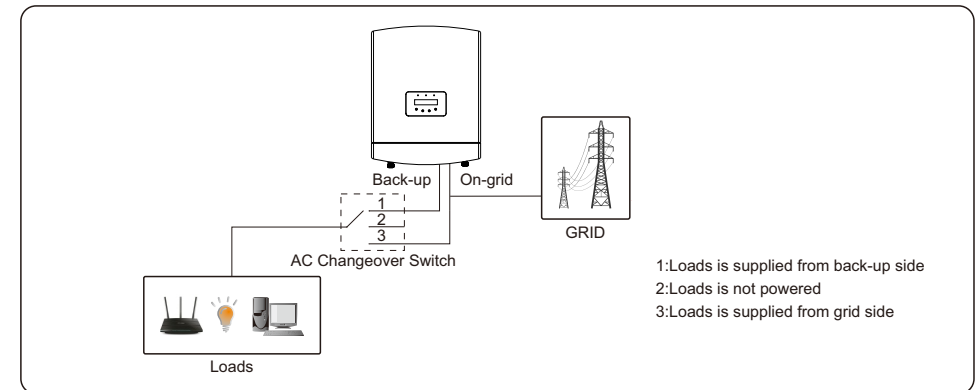 Back-up
On-grid
1
2
3
AC Changeover Switch
GRID
Loads
1:Loads is supplied from back-up side
2:Loads is not powered
3:Loads is supplied from grid side